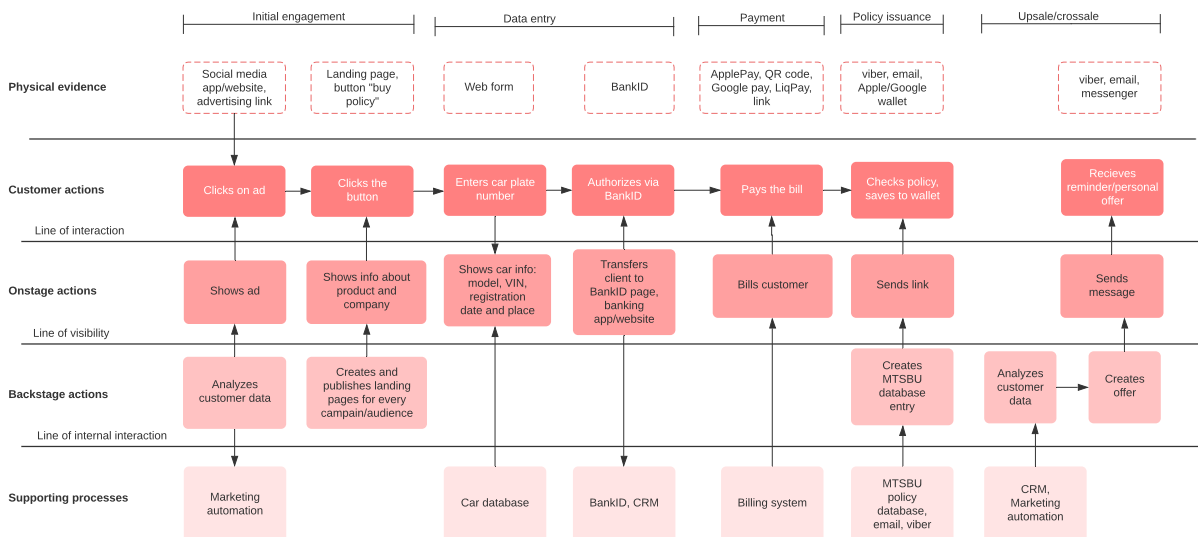 Initial engagement
Data entry
Payment
Policy issuance
Upsale/crossale
Physical evidence
Social media
app/website,
advertising link
Landing page,
button "buy
policy"
Web form
BankID
ApplePay, QR code,
Google pay, LiqPay,
link
viber, email,
Apple/Google
wallet
viber, email,
messenger
Customer actions
Clicks on ad
Clicks the
button
Enters car plate
number
Authorizes via
BankID
Pays the bill
Checks policy,
saves to wallet
Recieves
reminder/personal
offer
Line of interaction
Onstage actions
Shows ad
Shows info about
product and
company
Shows car info:
model, VIN,
registration
date and place
Transfers
client to
BankID page,
banking
app/website
Bills customer
Sends link
Sends
message
Line of visibility
Backstage actions
Analyzes
customer data
Creates and
publishes landing
pages for every
campain/audience
Creates
MTSBU
database
entry
Analyzes
customer
data
Creates
offer
Line of internal interaction
Supporting processes
Marketing
automation
Car database
BankID, CRM
Billing system
MTSBU
policy
database,
email, viber
CRM,
Marketing
automation